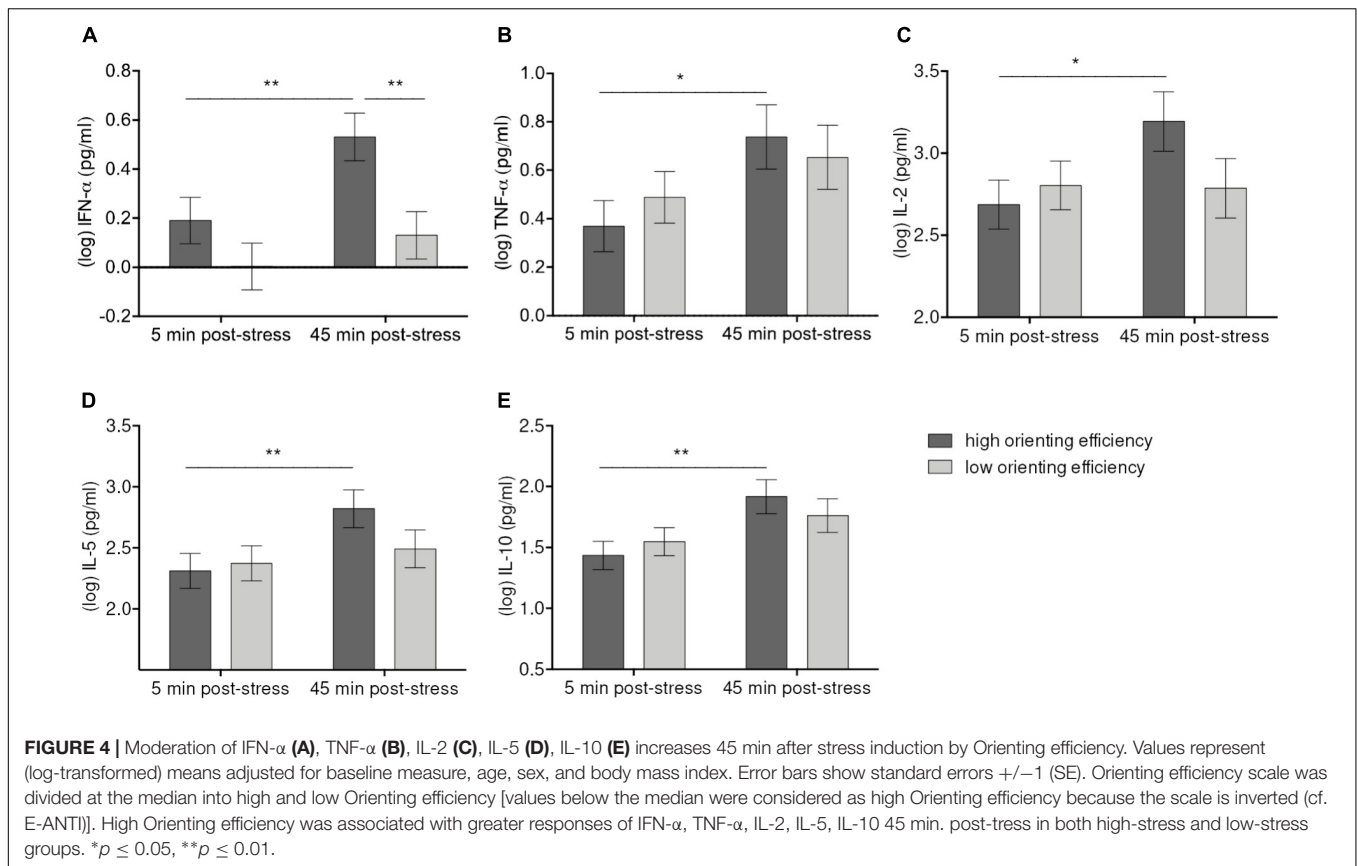 A
(log) IFN-α (pg/ml)
0.8
0.6
0.4
0.2
0.0
-0.2
**
**
5 min post-stress
45 min post-stress
B
(log) TNF-α (pg/ml)
1.0
0.8
0.6
0.4
0.2
0.0
*
5 min post-stress
45 min post-stress
C
(log) IL-2 (pg/ml)
3.5
3.0
2.5
2.0
*
5 min post-stress
45 min post-stress
D
(log) IL-5 (pg/ml)
3.5
3.0
2.5
2.0
**
5 min post-stress
45 min post-stress
E
(log) IL-10 (pg/ml)
2.5
2.0
1.5
1.0
0.5
**
5 min post-stress
45 min post-stress
high orienting efficiency
low orienting efficiency
FIGURE 4 | Moderation of IFN-α (A), TNF-α (B), IL-2 (C), IL-5 (D), IL-10 (E) increases 45 min after stress induction by Orienting efficiency. Values represent
(log-transformed) means adjusted for baseline measure, age, sex, and body mass index. Error bars show standard errors +/−1 (SE). Orienting efficiency scale was
divided at the median into high and low Orienting efficiency [values below the median were considered as high Orienting efficiency because the scale is inverted (cf.
E-ANTI)]. High Orienting efficiency was associated with greater responses of IFN-α, TNF-α, IL-2, IL-5, IL-10 45 min. post-tress in both high-stress and low-stress
groups. *p ≤ 0.05, **p ≤ 0.01.